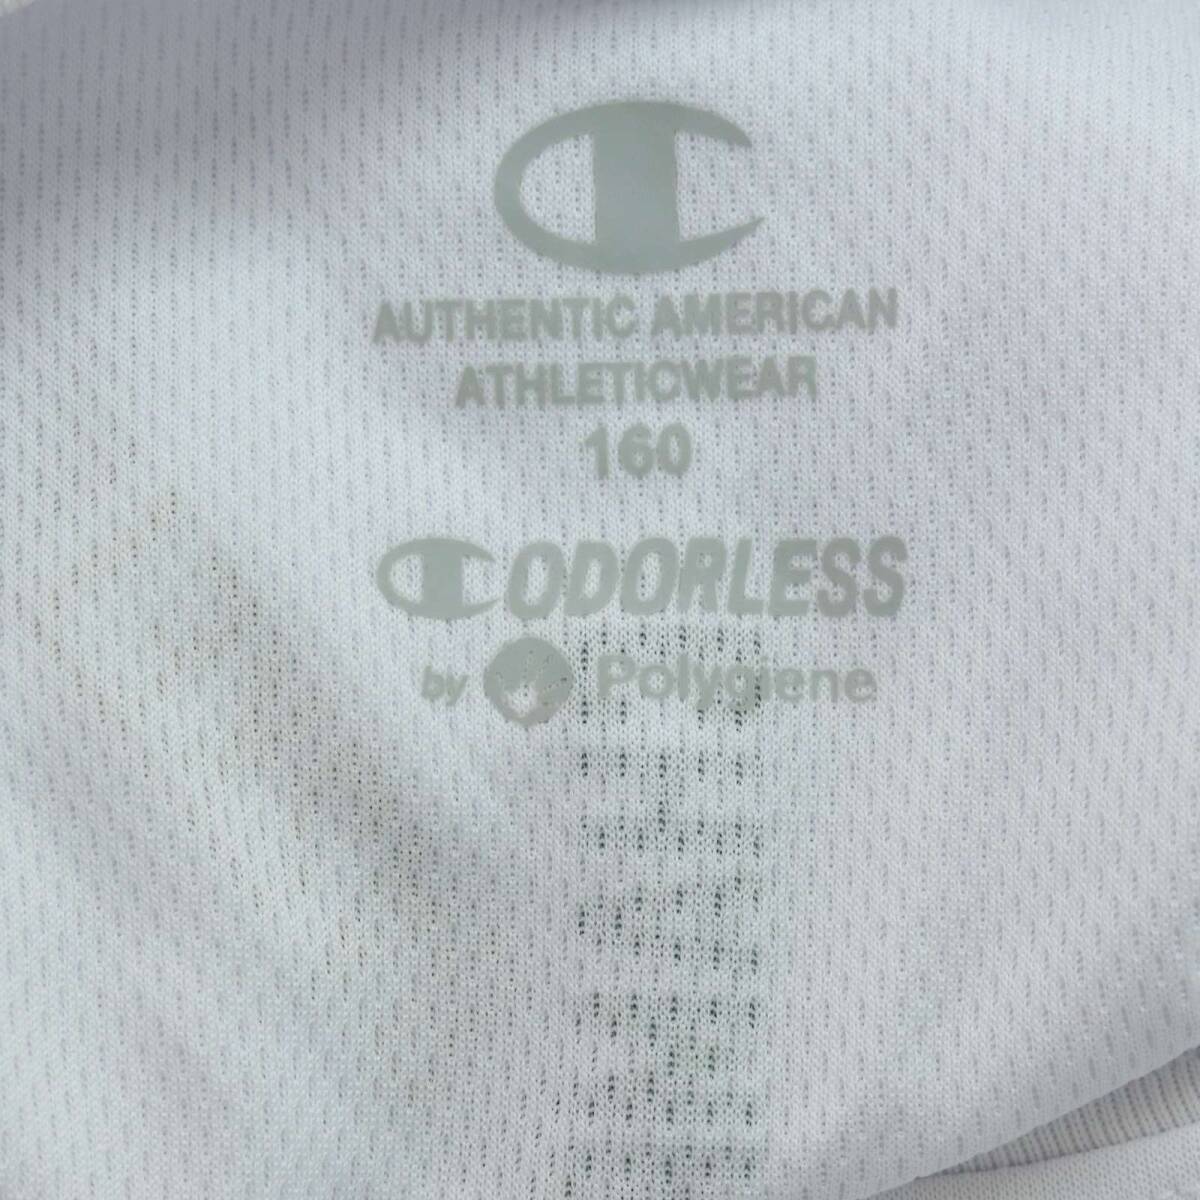 AUTHENTIC AMERICAN
ATHLETICWEAR
160
ODORLESS
by Polygiene